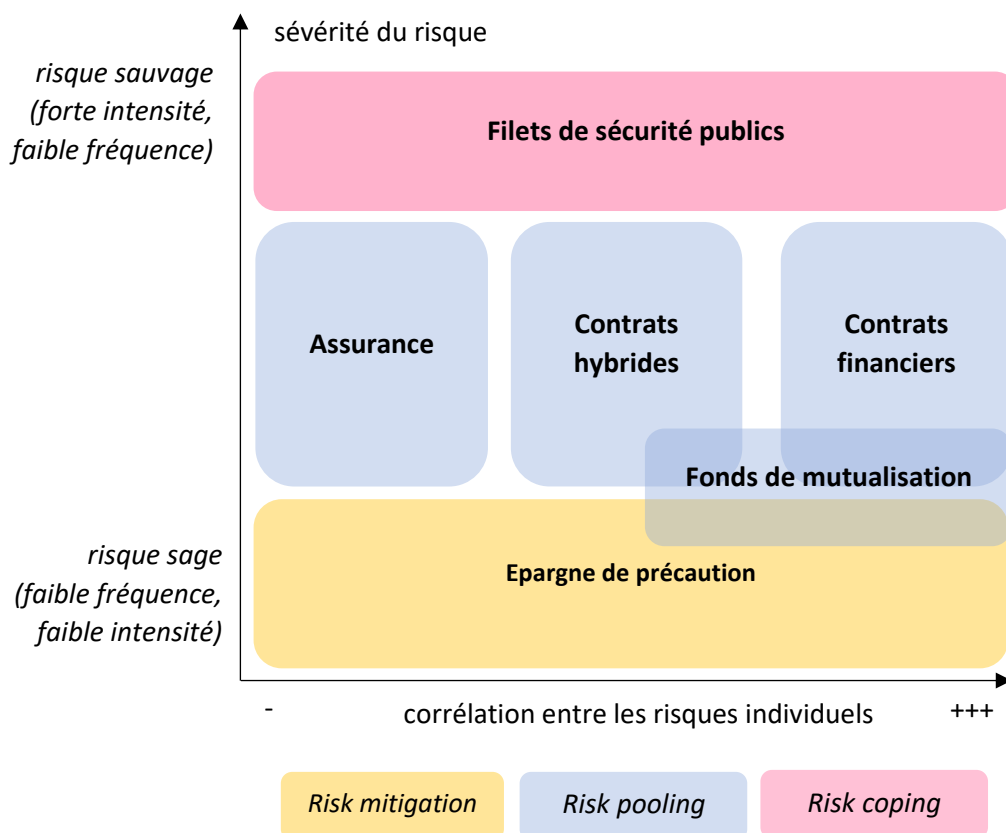 sévérité du risque
risque sauvage
(forte intensité,
faible fréquence)
Filets de sécurité publics
Assurance
Contrats
hybrides
Contrats
financiers
Fonds de mutualisation
risque sage
(faible fréquence,
faible intensité)
Epargne de précaution
-
corrélation entre les risques individuels
+++
Risk mitigation
Risk pooling
Risk coping